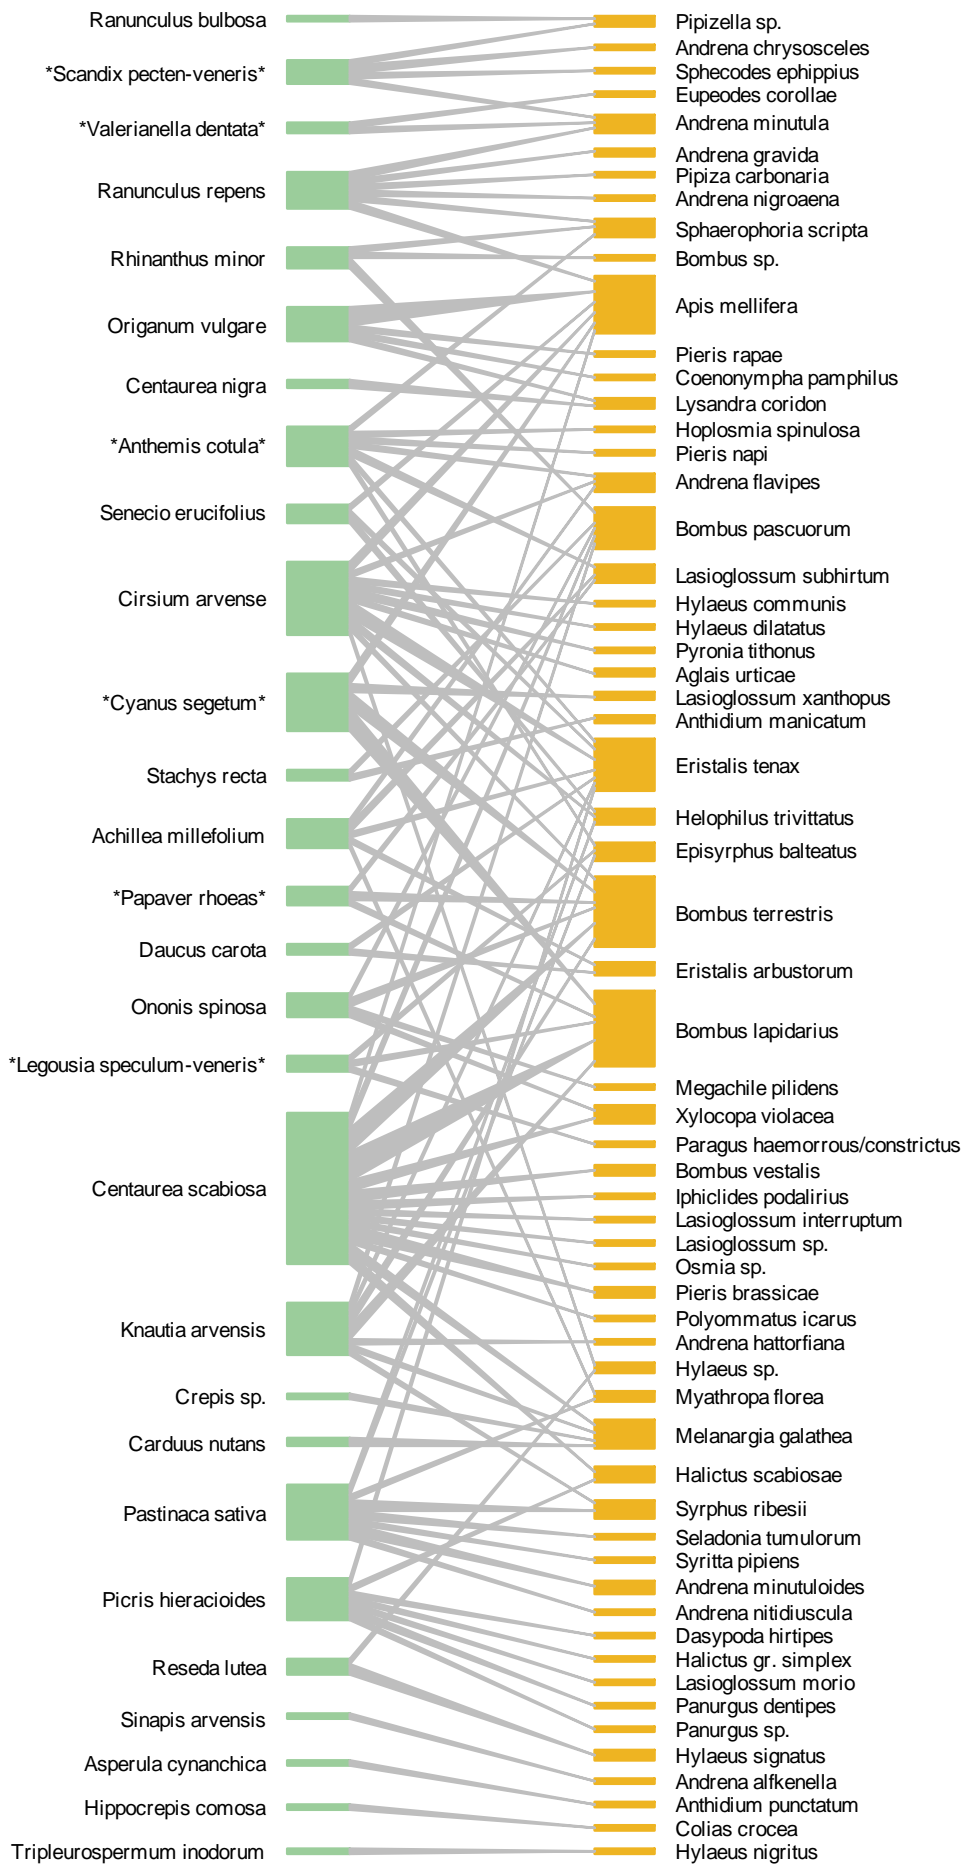 Ranunculus bulbosa
*Scandix pecten-veneris*
*Valerianella dentata*
Ranunculus repens
Rhinanthus minor
Origanum vulgare
Centaurea nigra
*Anthemis cotula*
Senecio erucifolius
Cirsium arvense
*Cyanus segetum*
Stachys recta
Achillea millefolium
*Papaver rhoeas*
Daucus carota
Ononis spinosa
*Legousia speculum-veneris*
Centaurea scabiosa
Knautia arvensis
Crepis sp.
Carduus nutans
Pastinaca sativa
Picris hieracioides
Reseda lutea
Sinapis arvensis
Asperula cynanchica
Hippocrepis comosa
Tripleurospermum inodorum
Pipizella sp.
Andrena chrysosceles
Sphecodes ephippius
Eupeodes corollae
Andrena minutula
Andrena gravida
Pipiza carbonaria
Andrena nigroaena
Sphaerophoria scripta
Bombus sp.
Apis mellifera
Pieris rapae
Coenonympha pamphilus
Lysandra coridon
Hoplosmia spinulosa
Pieris napi
Andrena flavipes
Bombus pascuorum
Lasioglossum subhirtum
Hylaeus communis
Hylaeus dilatatus
Pyronia tithonus
Aglais urticae
Lasioglossum xanthopus
Anthidium manicatum
Eristalis tenax
Helophilus trivittatus
Episyrphus balteatus
Bombus terrestris
Eristalis arbustorum
Bombus lapidarius
Megachile pilidens
Xylocopa violacea
Paragus haemorrous/constrictus
Bombus vestalis
Iphiclides podalirius
Lasioglossum interruptum
Lasioglossum sp.
Osmia sp.
Pieris brassicae
Polyommatus icarus
Andrena hattorfiana
Hylaeus sp.
Myathropa florea
Melanargia galathea
Halictus scabiosae
Syrphus ribesii
Seladonia tumulorum
Syritta pipiens
Andrena minutuloides
Andrena nitidiuscula
Dasypoda hirtipes
Halictus gr. simplex
Lasioglossum morio
Panurgus dentipes
Panurgus sp.
Hylaeus signatus
Andrena alfkenella
Anthidium punctatum
Colias crocea
Hylaeus nigritus